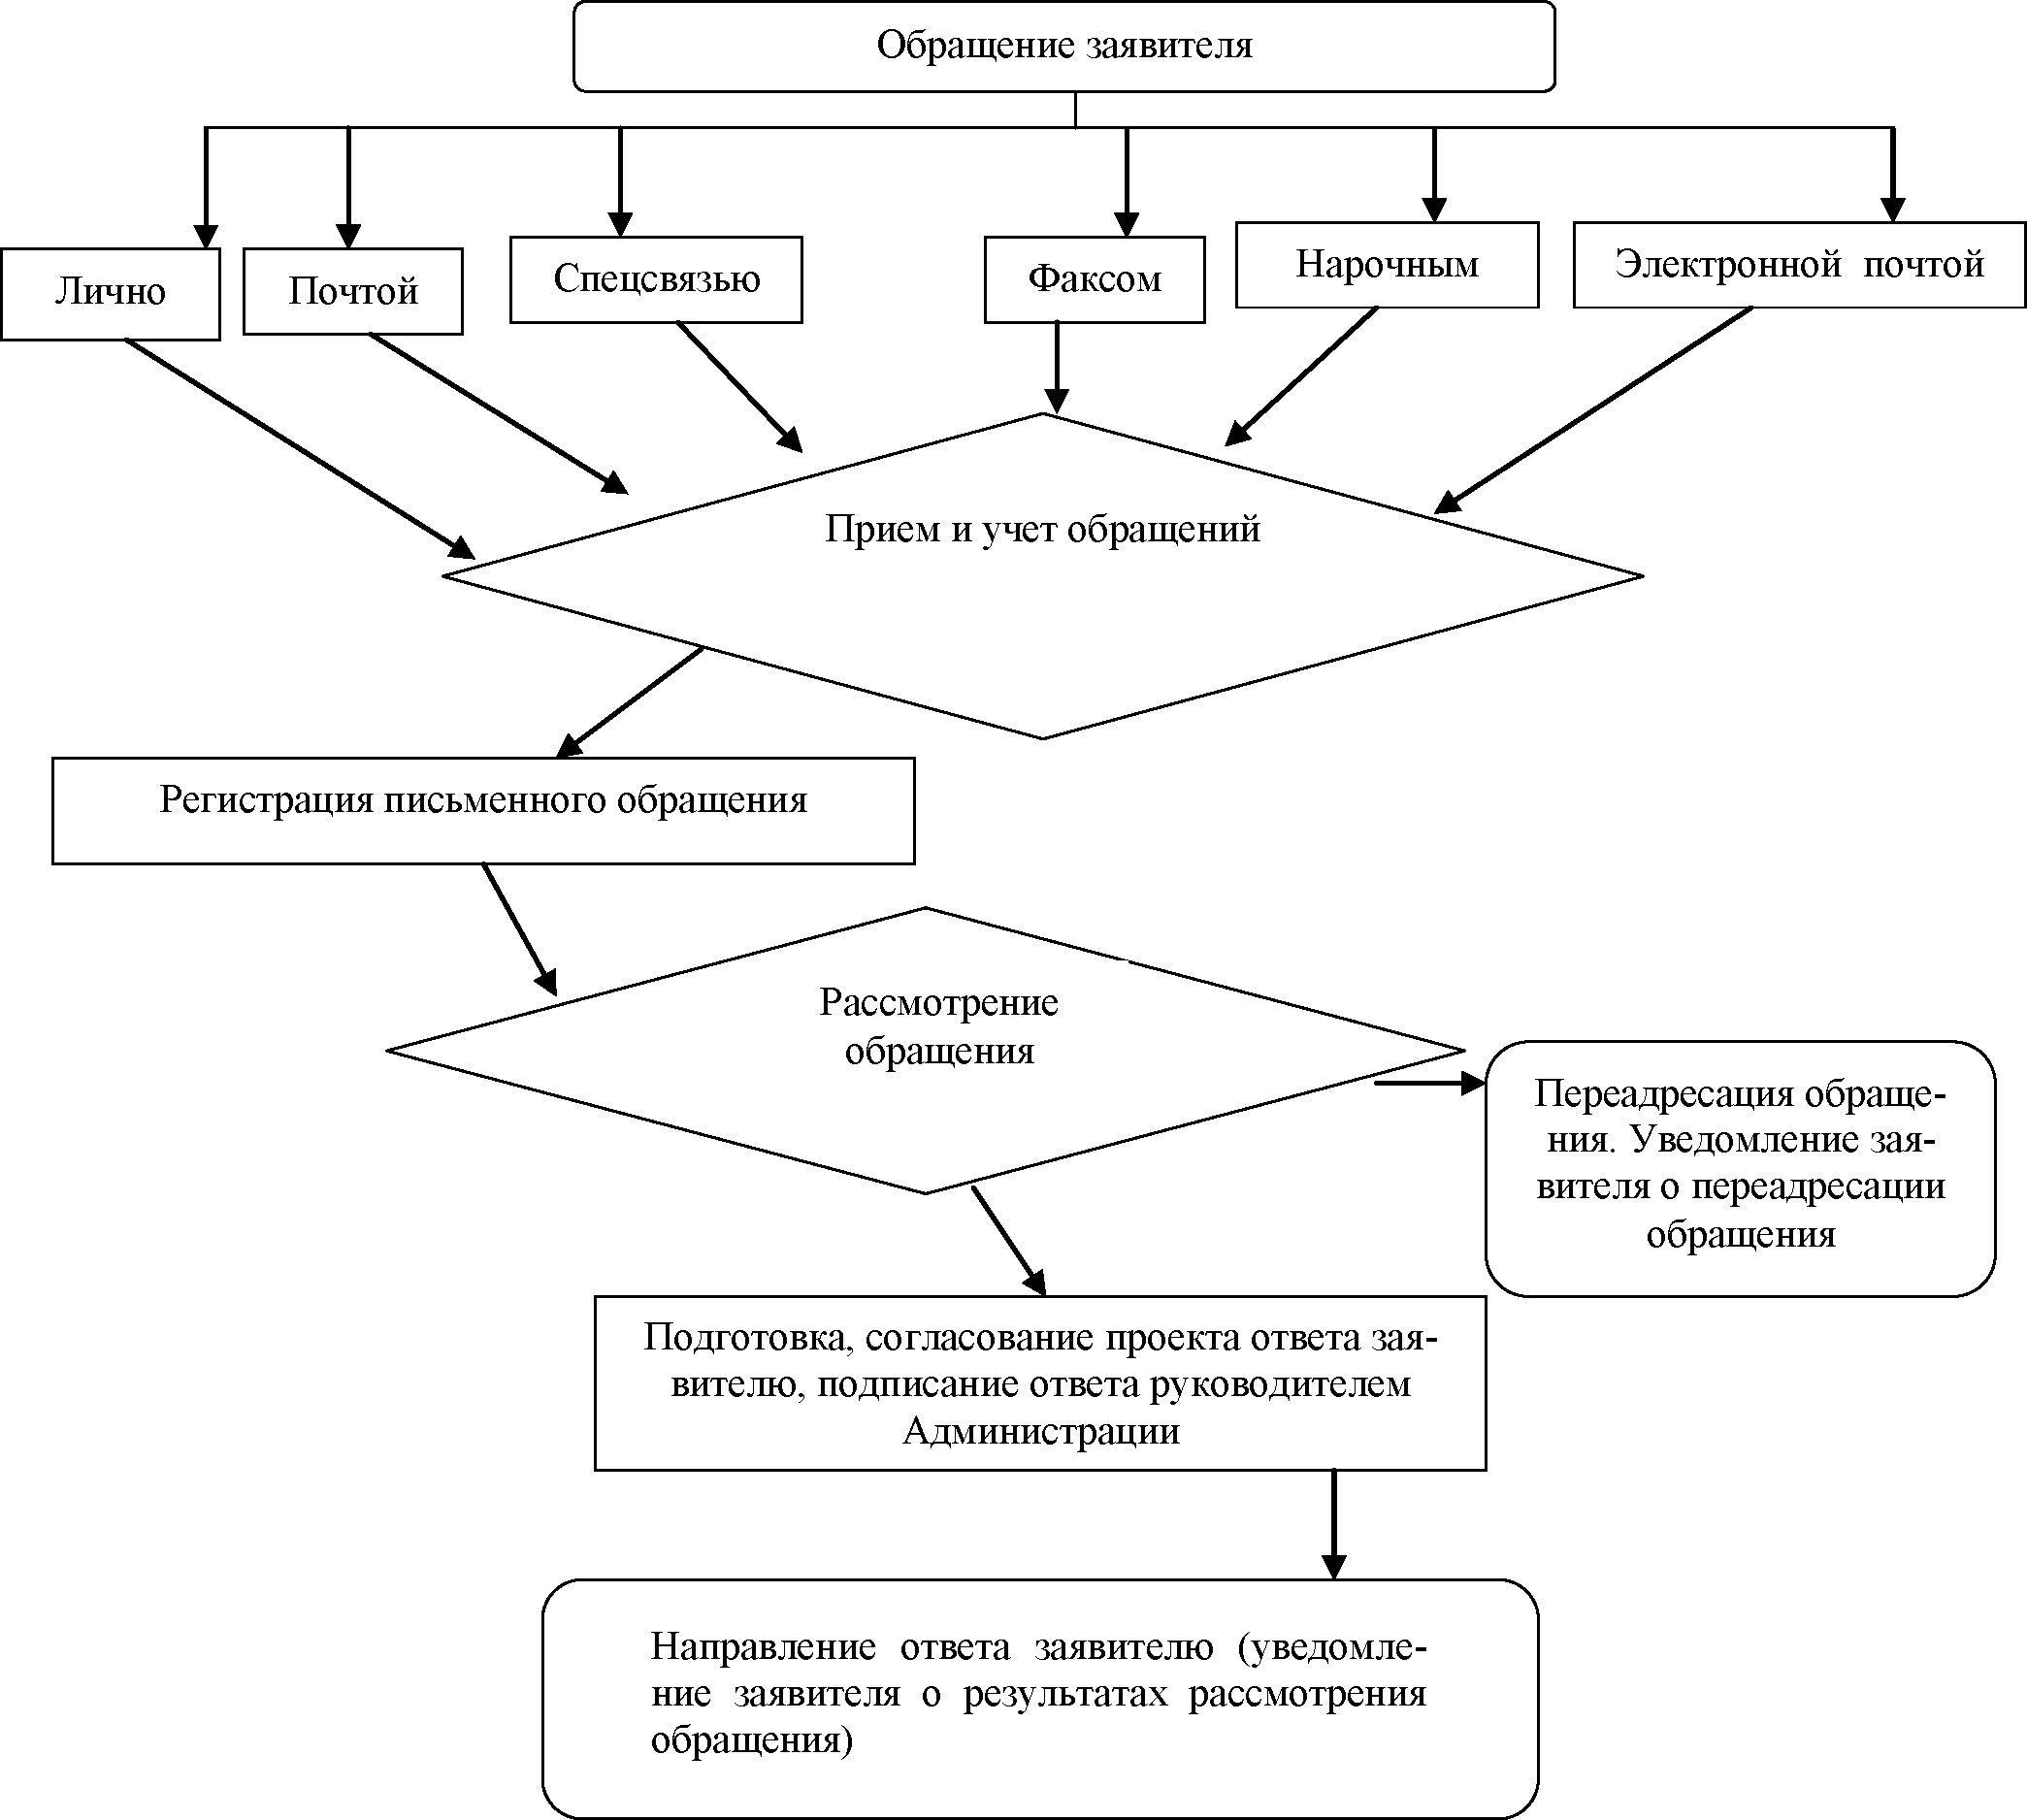 Обращение заявителя
Лично
Почтой
Спецсвязью
Факсом
Нарочным
Электронной почтой
Прием и учет обращений
Регистрация письменного обращения
Рассмотрение
обращения
Переадресация обраще-
ния. Уведомление зая-
вителя о переадресации
обращения
Подготовка, согласование проекта ответа зая-
вителю, подписание ответа руководителем
Администрации
Направление ответа заявителю (уведомле-
ние заявителя о результатах рассмотрения
обращения)